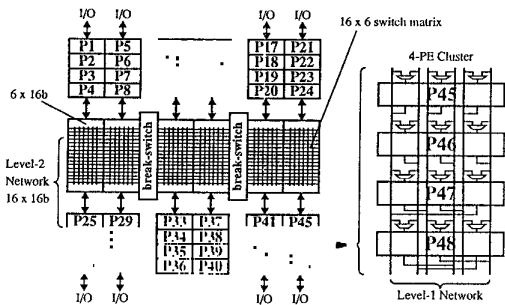 I/O I/O I/O I/O
P1 P5 P17 P21
P2 P6 P18 P22
P3 P7 P19 P23
P4 P8 P20 P24
16 x 6 switch matrix
4-PE Cluster
6 x 16b
break-switch
break-switch
Level-2
Network
16 x 16b
P25 P29 P33 P37 P41 P45
P34 P38
P35 P39
P36 P40
I/O I/O I/O I/O
P45
P46
P47
P48
Level-1 Network